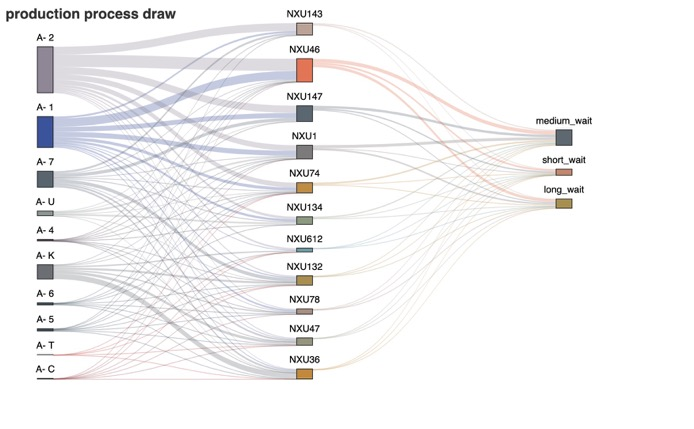 production process draw
A- 2
A- 1
A- 7
A- U
A- 4
A- K
A- 6
A- 5
A- T
A- C
NXU143
NXU46
NXU147
NXU1
NXU74
NXU134
NXU612
NXU132
NXU78
NXU47
NXU36
medium_wait
short_wait
long_wait